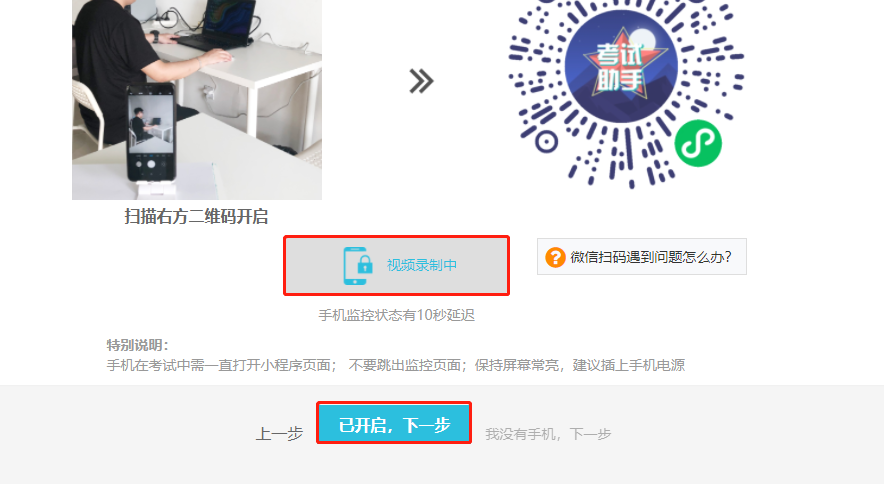 考试
助手
扫描右方二维码开启
视频录制中
? 微信扫码遇到问题怎么办?
手机监控状态有10秒延迟
特别说明：
手机在考试中需一直打开小程序页面； 不要跳出监控页面；保持屏幕常亮，建议插上手机电源
上一步 已开启，下一步 我没有手机，下一步